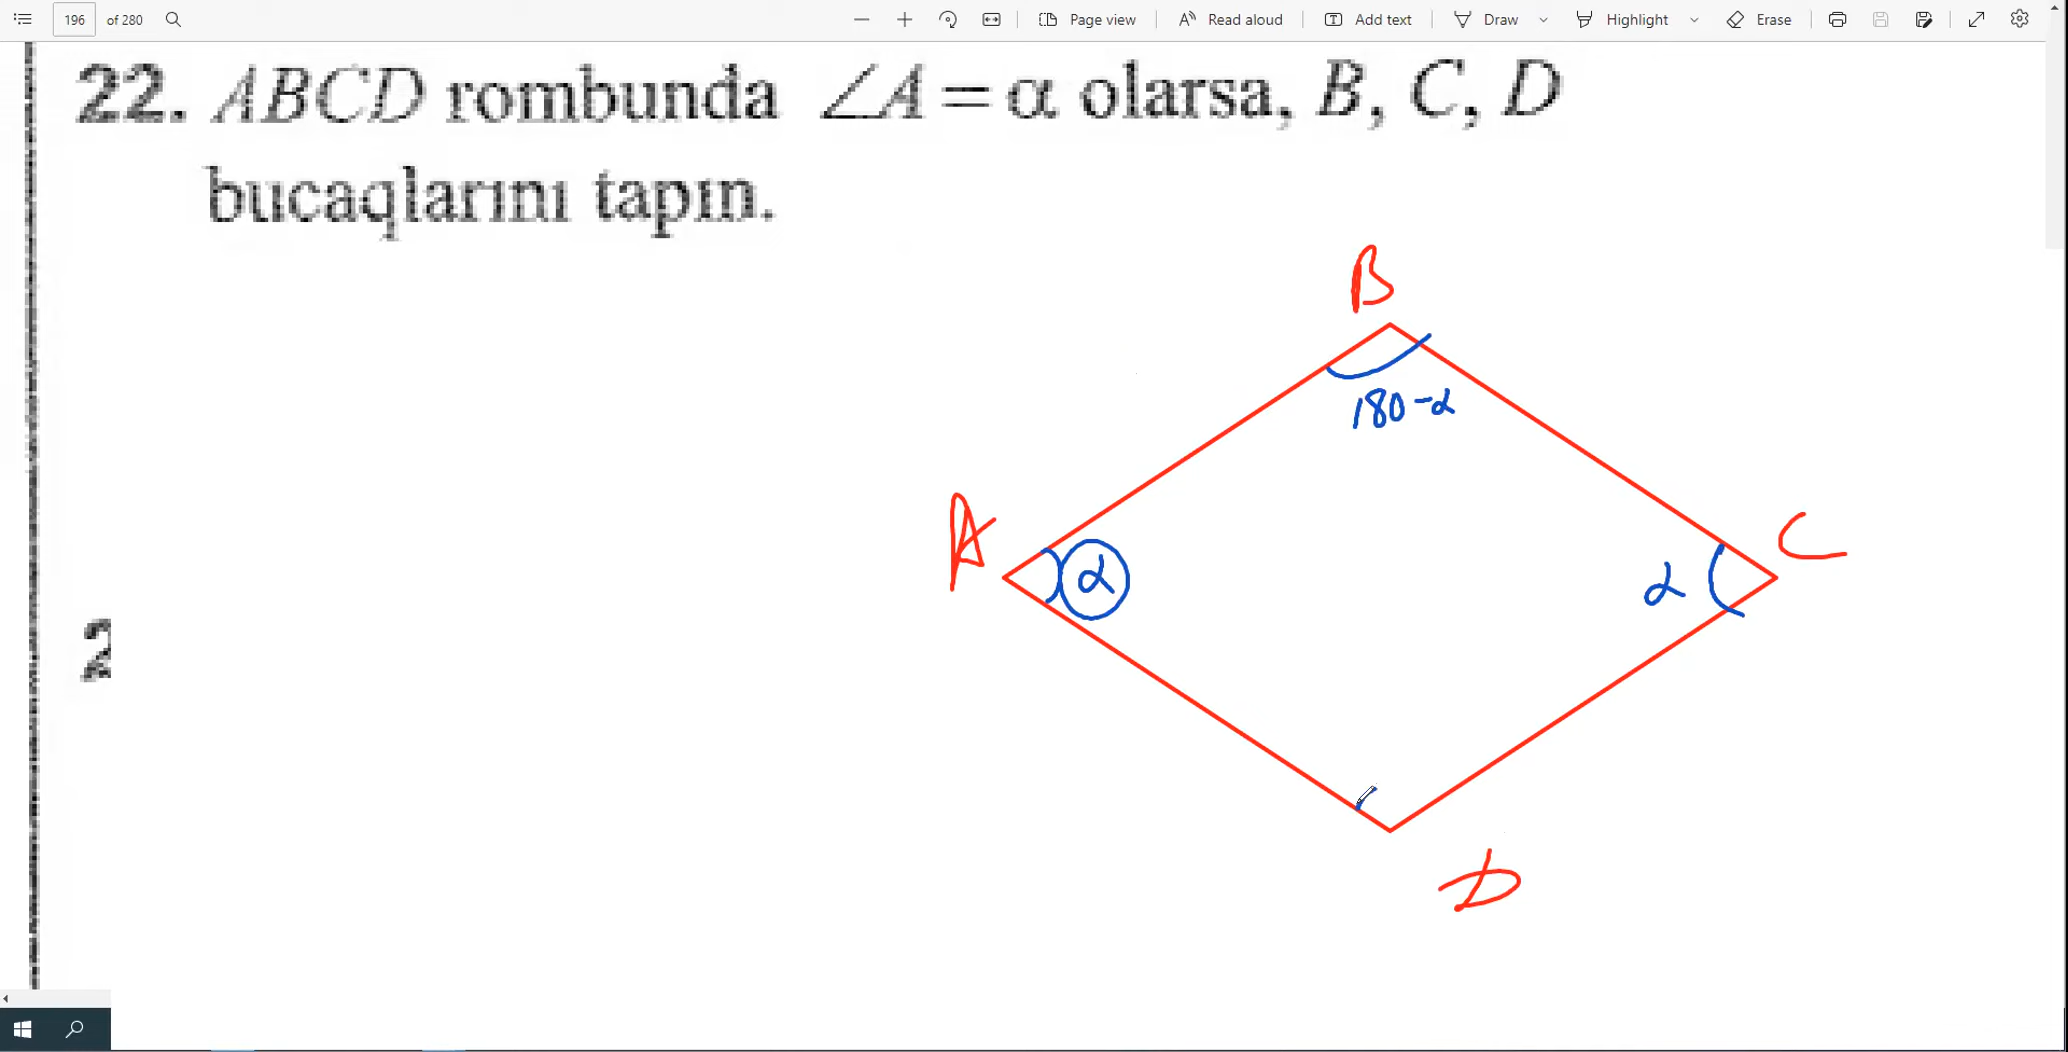 196 of 280 Page view Read aloud Add text Draw Highlight Erase
22. ABCD rombunda ∠A = α olarsa, B, C, D
bucaqlarını tapın.
B
180-α
A
α
α
C
D
2